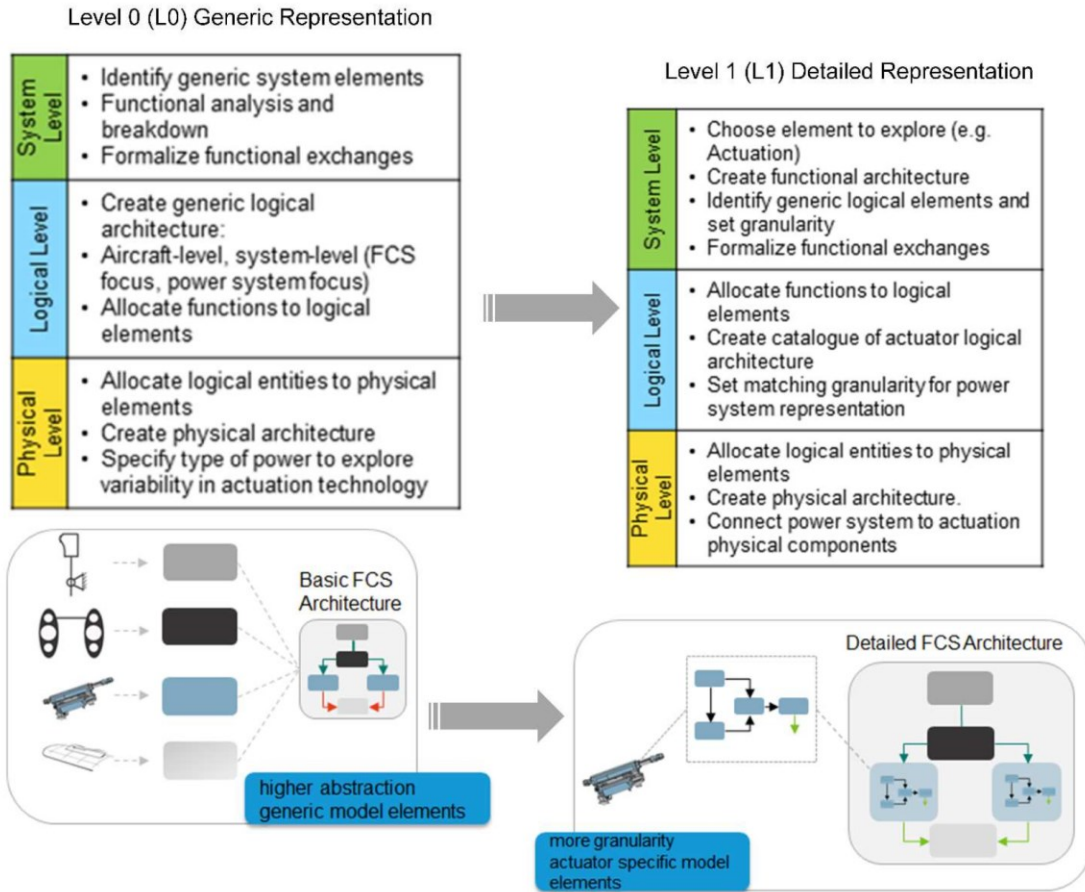 Level 0 (L0) Generic Representation
System
Level
• Identify generic system elements
• Functional analysis and
breakdown
• Formalize functional exchanges
Logical Level
• Create generic logical
architecture:
• Aircraft-level, system-level (FCS
focus, power system focus)
• Allocate functions to logical
elements
Physical
Level
• Allocate logical entities to physical
elements
• Create physical architecture
• Specify type of power to explore
variability in actuation technology
Level 1 (L1) Detailed Representation
System Level
• Choose element to explore (e.g.
Actuation)
• Create functional architecture
• Identify generic logical elements and
set granularity
• Formalize functional exchanges
Logical Level
• Allocate functions to logical
elements
• Create catalogue of actuator logical
architecture
• Set matching granularity for power
system representation
Physical
Level
• Allocate logical entities to physical
elements
• Create physical architecture.
• Connect power system to actuation
physical components
Basic FCS
Architecture
higher abstraction
generic model elements
Detailed FCS Architecture
more granularity
actuator specific model
elements